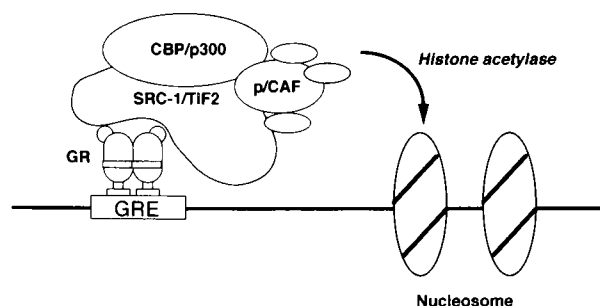 CBP/p300
Histone acetylase
p/CAF
SRC-1/TiF2
GR
GRE
Nucleosome